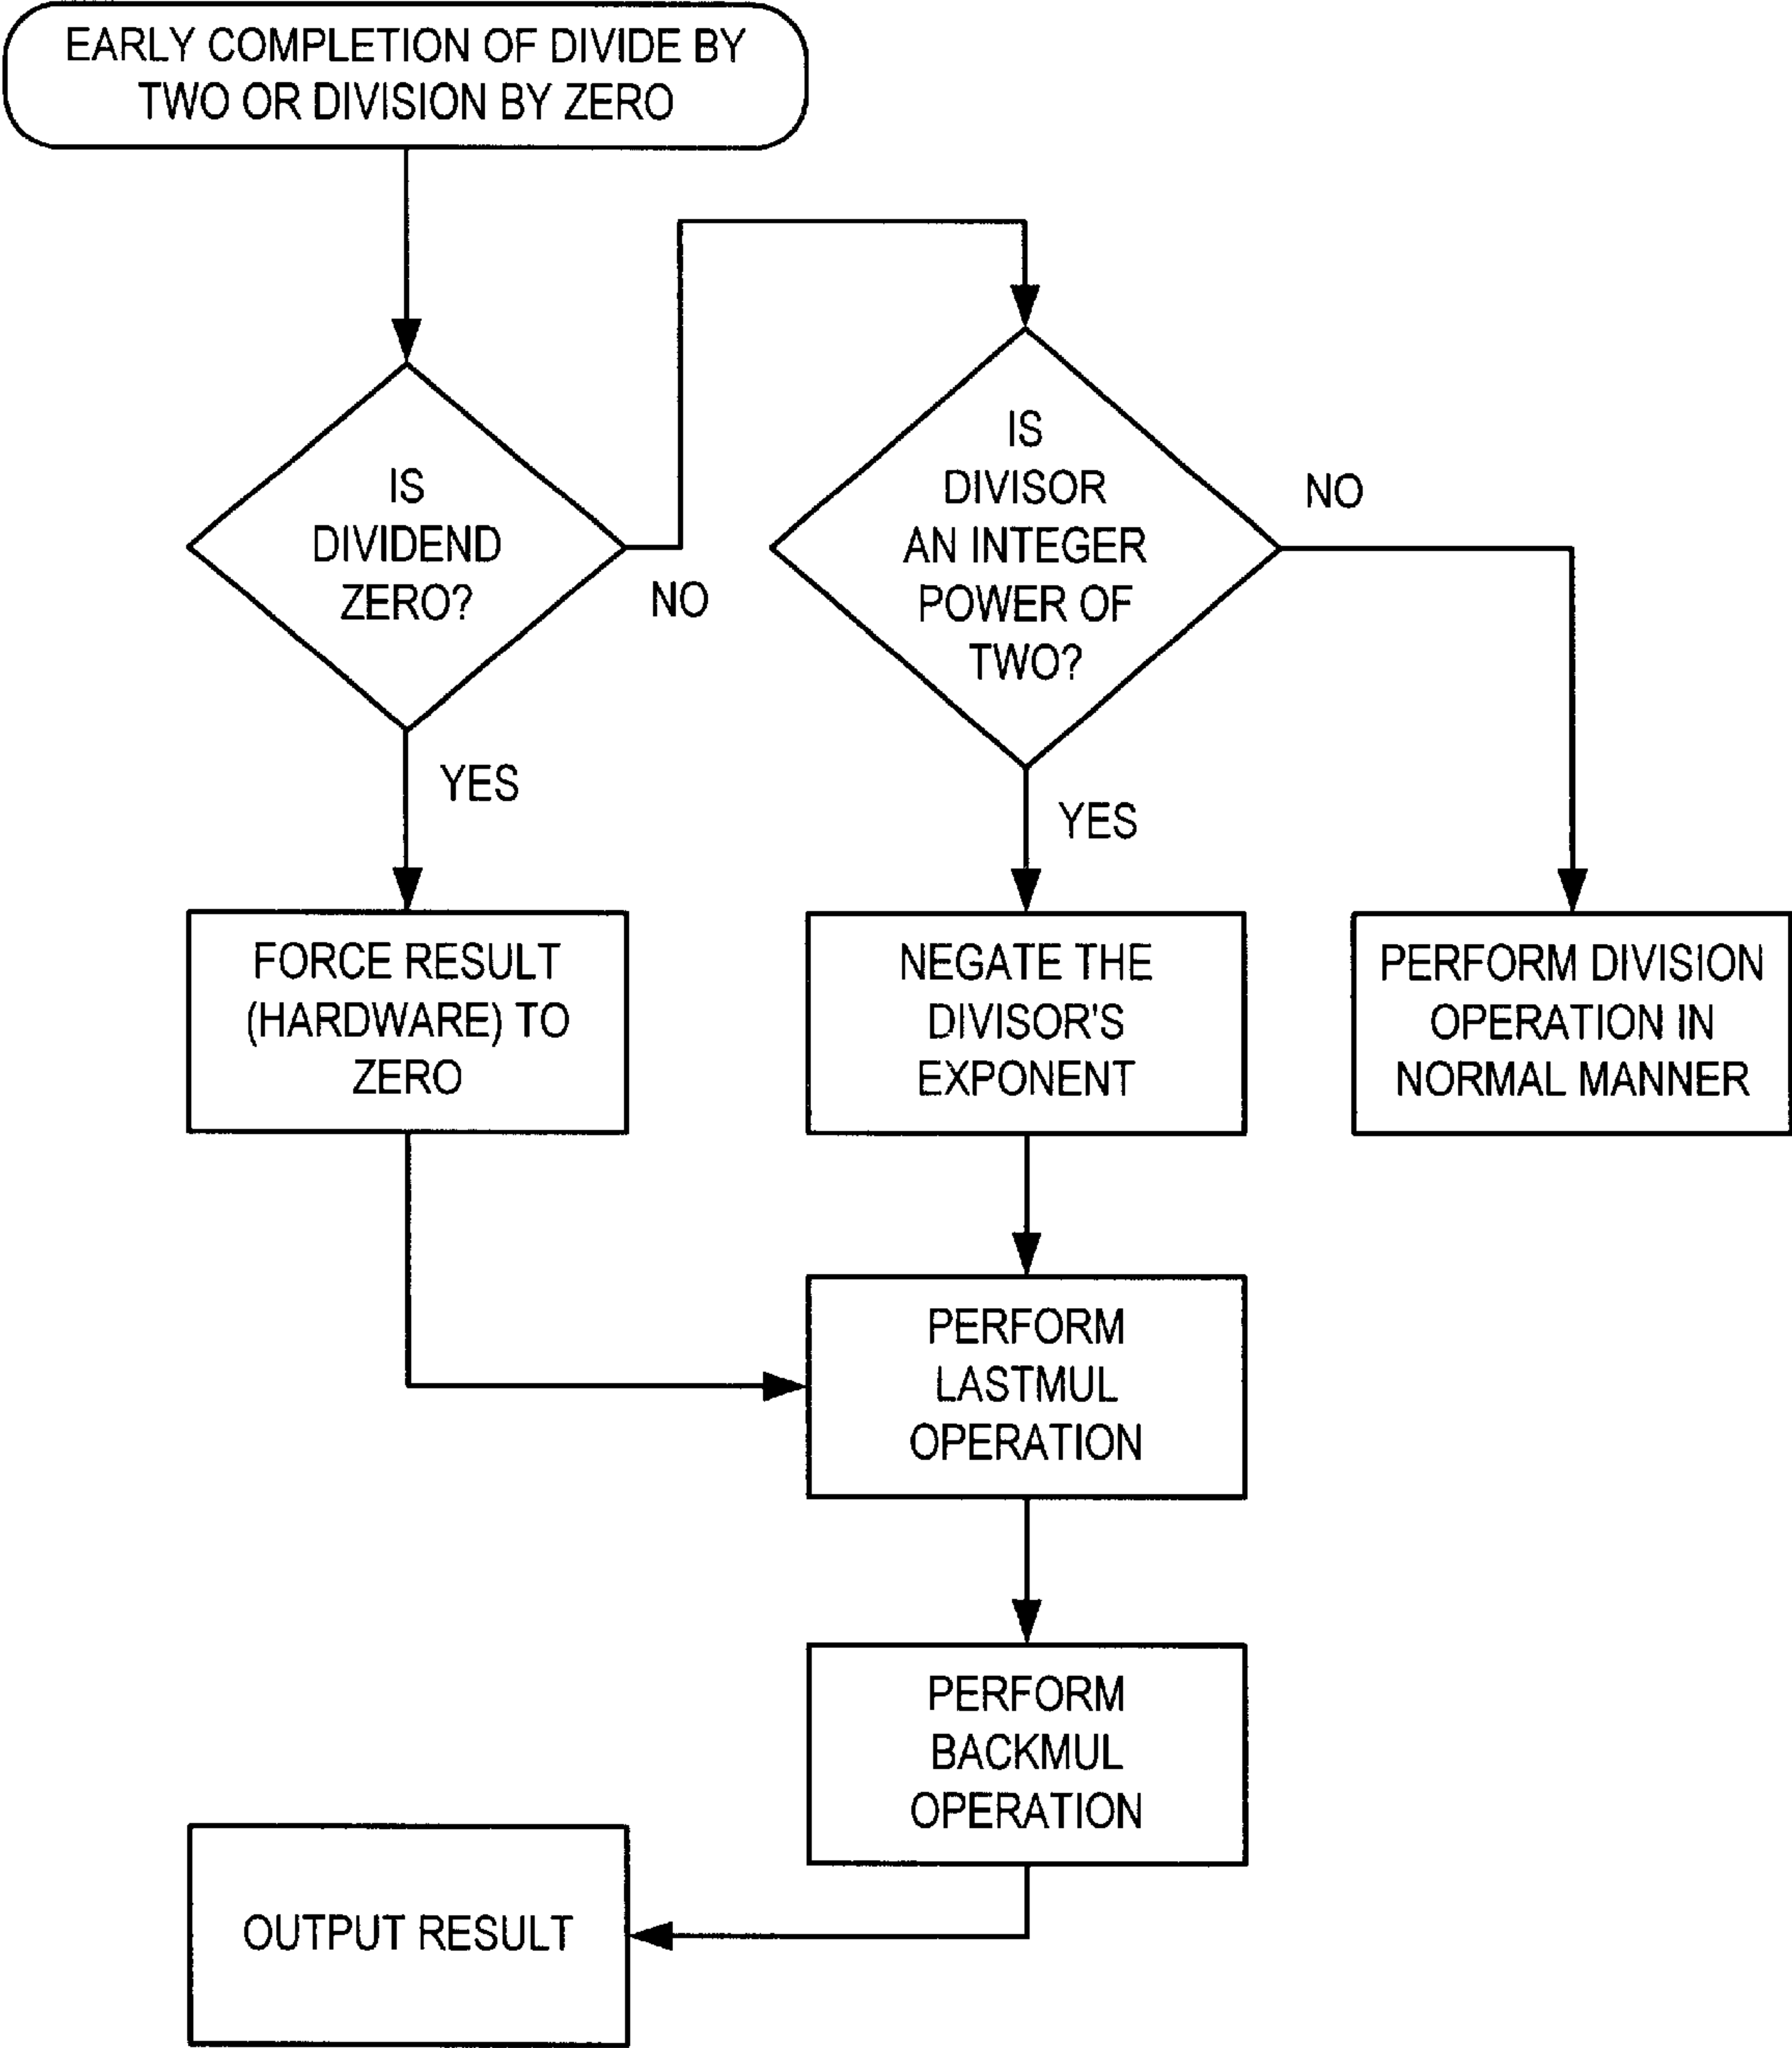 EARLY COMPLETION OF DIVIDE BY
TWO OR DIVISION BY ZERO
IS
DIVIDEND
ZERO?
NO
YES
IS
DIVISOR
AN INTEGER
POWER OF
TWO?
NO
YES
FORCE RESULT
(HARDWARE) TO
ZERO
NEGATE THE
DIVISOR'S
EXPONENT
PERFORM DIVISION
OPERATION IN
NORMAL MANNER
PERFORM
LASTMUL
OPERATION
PERFORM
BACKMUL
OPERATION
OUTPUT RESULT